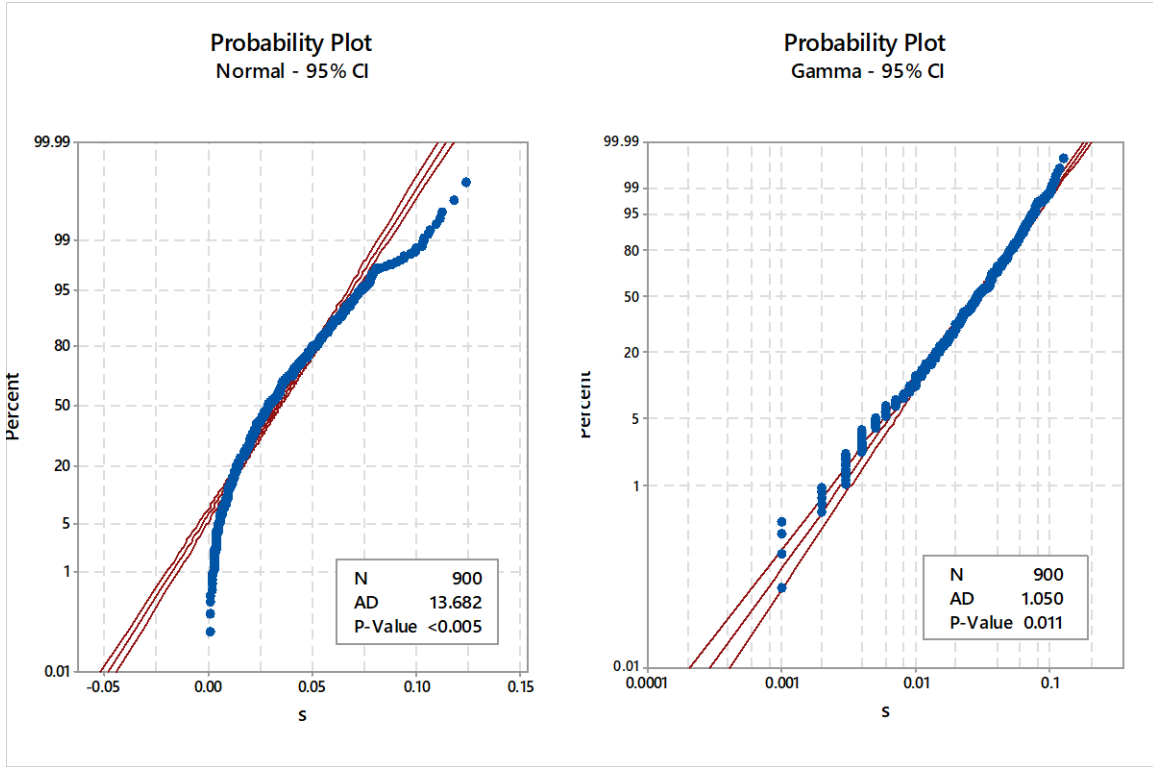 Probability Plot
Normal - 95% CI
99.99
99
95
80
50
20
5
1
0.01
Percent
-0.05
0.00
0.05
0.10
0.15
s
N 900
AD 13.682
P-Value <0.005
Probability Plot
Gamma - 95% CI
99.99
99
95
80
50
20
5
1
0.01
Percent
0.0001
0.001
0.01
0.1
s
N 900
AD 1.050
P-Value 0.011